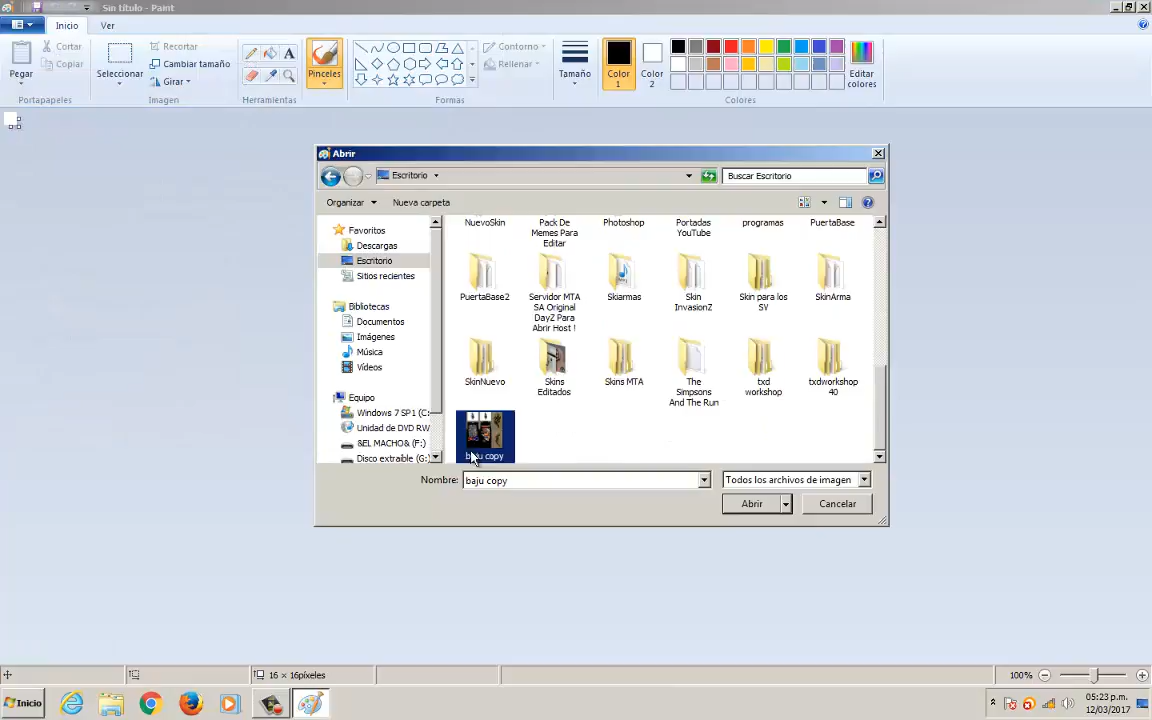 Sin título - Paint
Inicio
Ver
Pegar
Cortar
Copiar
Portapapeles
Seleccionar
Recortar
Cambiar tamaño
Girar
Imagen
A
Herramientas
Pinceles
Contorno
Rellenar
Formas
Tamaño
Color
1
Color
2
Editar
colores
Colores
Abrir
Escritorio
Buscar Escritorio
Organizar
Nueva carpeta
Favoritos
Descargas
Escritorio
Sitios recientes
Bibliotecas
Documentos
Imágenes
Música
Vídeos
Equipo
Windows 7 SP1 (C:
Unidad de DVD RW
&EL MACHO& (F:)
Disco extraíble (G:)
NuevoSkin
Pack De
Memes Para
Editar
Photoshop
Portadas
YouTube
programas
PuertaBase
PuertaBase2
Servidor MTA
SA Original
DayZ Para
Abrir Host !
Skiarmas
Skin
InvasionZ
Skin para los
SV
SkinArma
SkinNuevo
Skins
Editados
Skins MTA
The
Simpsons
And The Run
txd
workshop
txdworkshop
40
baju copy
Nombre:
baju copy
Todos los archivos de imagen
Abrir
Cancelar
16 × 16píxeles
100%
Inicio
05:23 p.m.
12/03/2017